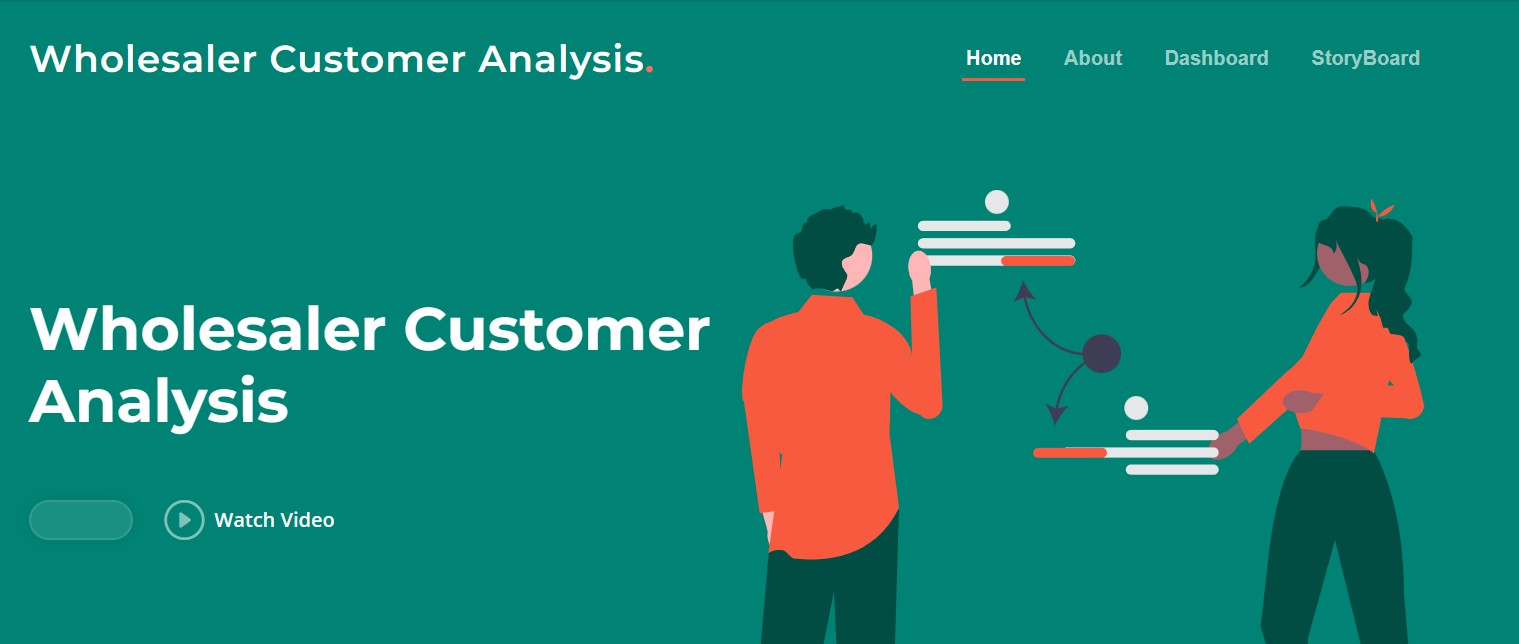 Wholesaler Customer Analysis.
Home About Dashboard StoryBoard
Wholesaler Customer
Analysis
Watch Video